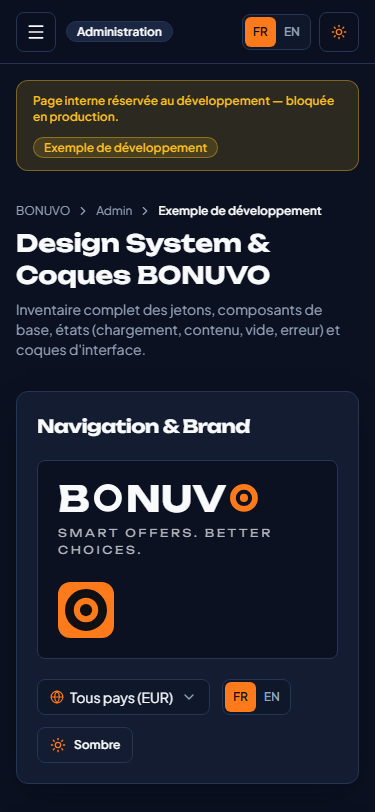 Administration
FR EN
Page interne réservée au développement — bloquée
en production.
Exemple de développement
BONUVO > Admin > Exemple de développement
Design System &
Coques BONUVO
Inventaire complet des jetons, composants de
base, états (chargement, contenu, vide, erreur) et
coques d'interface.
Navigation & Brand
BONUVO
SMART OFFERS. BETTER
CHOICES.
Tous pays (EUR)
FR EN
Sombre